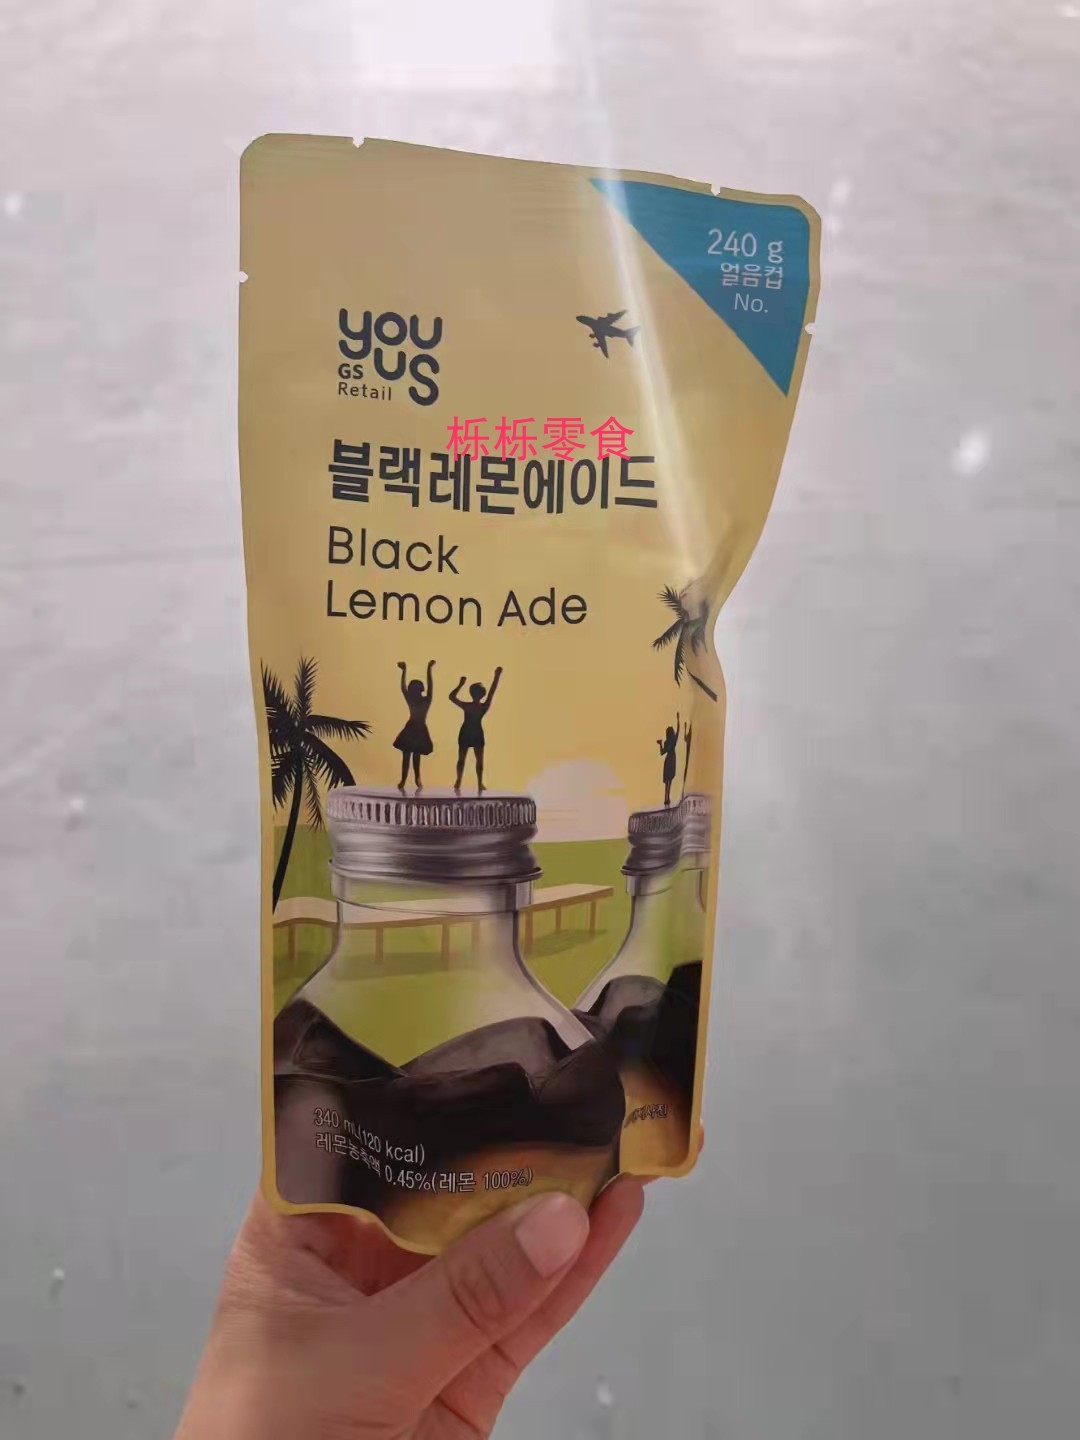 240 g
얼음컵
No.
you
us
GS
Retail
栎栎零食
블랙레몬에이드
Black
Lemon Ade
340 mL(120 kcal)
레몬농축액 0.45%(레몬 100%)